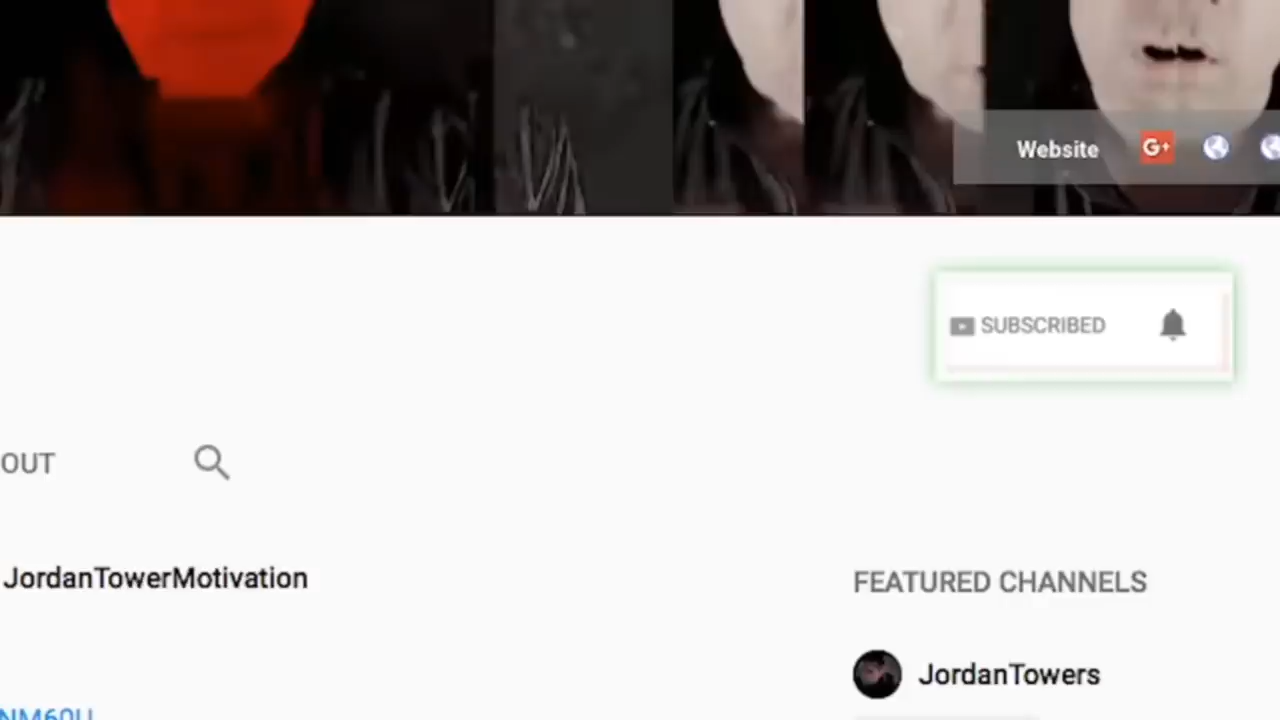 Website G+
SUBSCRIBED
OUT
JordanTowerMotivation
FEATURED CHANNELS
JordanTowers